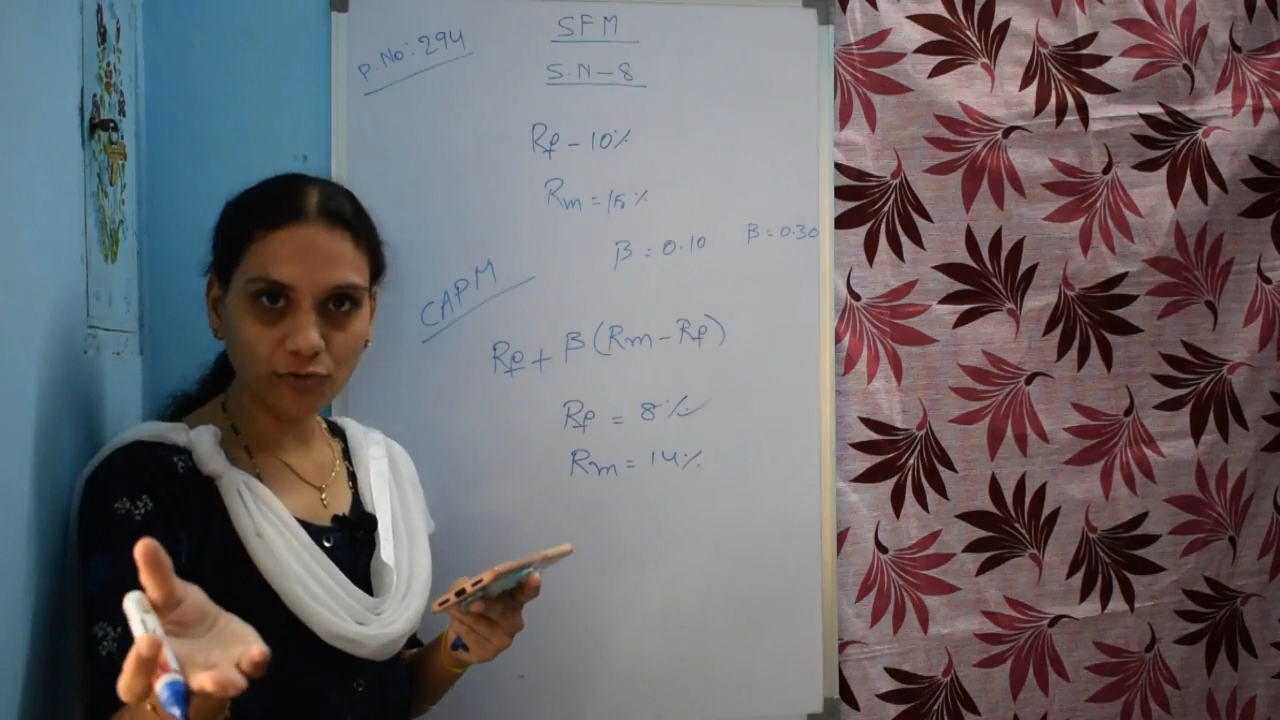 P.No: 294
SFM
S.N-8
Rf - 10%
Rm = 15%
β = 0.10 β = 0.30
CAPM
Rf + β (Rm - Rf)
Rf = 8%
Rm = 14%